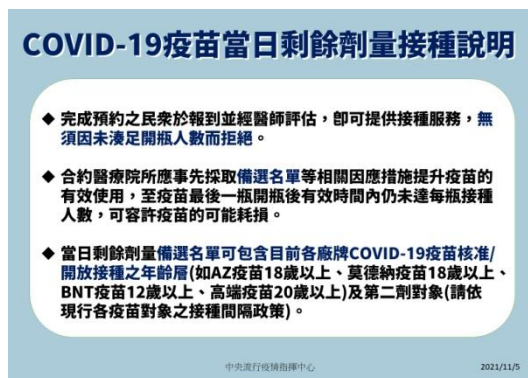 COVID-19疫苗當日剩餘劑量接種說明
◆ 完成預約之民衆於報到並經醫師評估，即可提供接種服務，無
須因未湊足開瓶人數而拒絕。
◆ 合約醫療院所應事先採取備選名單等相關因應措施提升疫苗的
有效使用，至疫苗最後一瓶開瓶後有效時間內仍未達每瓶接種
人數，可容許疫苗的可能耗損。
◆ 當日剩餘劑量備選名單可包含目前各廠牌COVID-19疫苗核准/
開放接種之年齡層(如AZ疫苗18歲以上、莫德納疫苗18歲以上、
BNT疫苗12歲以上、高端疫苗20歲以上)及第二劑對象(請依
現行各疫苗對象之接種間隔政策)。
中央流行疫情指揮中心
2021/11/5